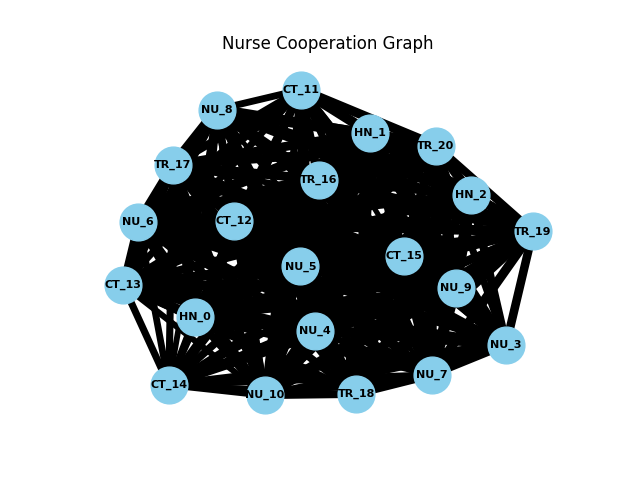 Nurse Cooperation Graph
CT_11
NU_8
HN_1
TR_20
TR_17
TR_16
HN_2
NU_6
CT_12
TR_19
CT_15
NU_5
CT_13
NU_9
HN_0
NU_4
NU_3
NU_7
CT_14
TR_18
NU_10